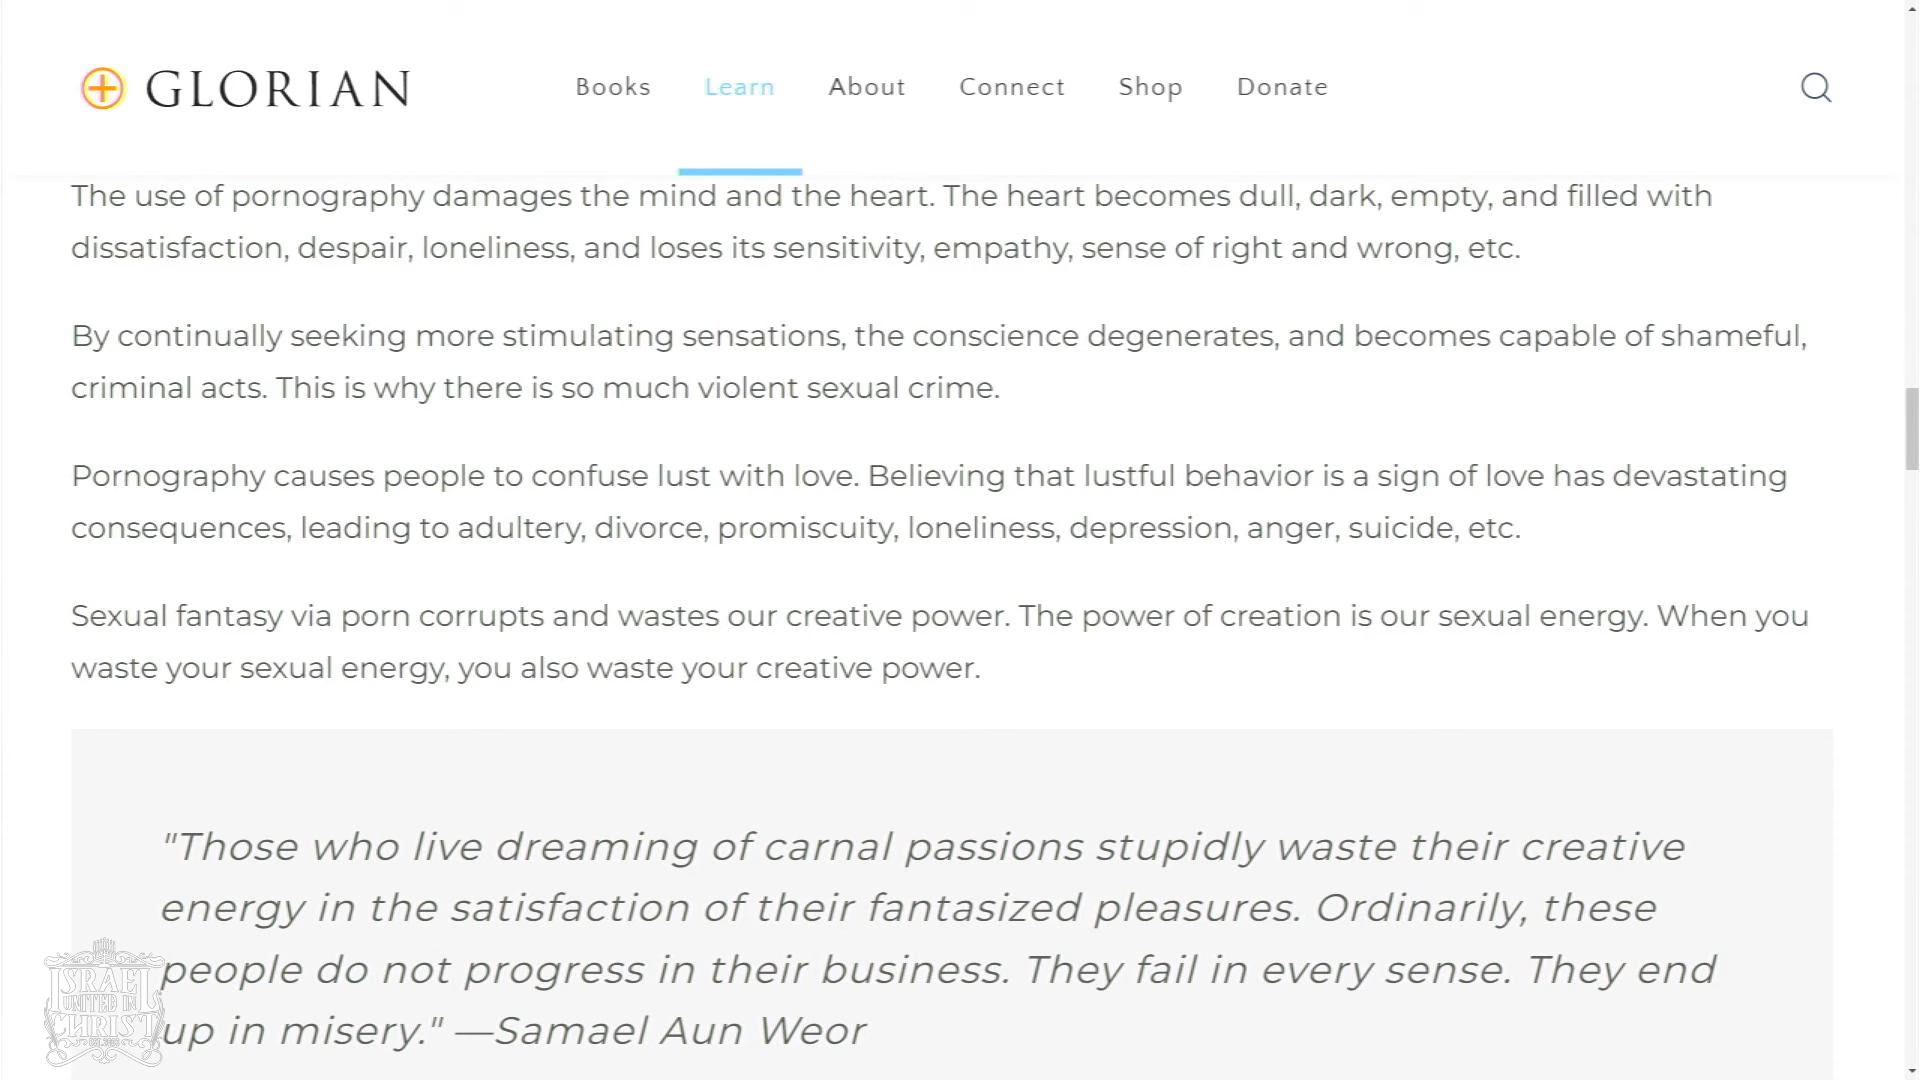 GLORIAN
Books Learn About Connect Shop Donate
The use of pornography damages the mind and the heart. The heart becomes dull, dark, empty, and filled with
dissatisfaction, despair, loneliness, and loses its sensitivity, empathy, sense of right and wrong, etc.
By continually seeking more stimulating sensations, the conscience degenerates, and becomes capable of shameful,
criminal acts. This is why there is so much violent sexual crime.
Pornography causes people to confuse lust with love. Believing that lustful behavior is a sign of love has devastating
consequences, leading to adultery, divorce, promiscuity, loneliness, depression, anger, suicide, etc.
Sexual fantasy via porn corrupts and wastes our creative power. The power of creation is our sexual energy. When you
waste your sexual energy, you also waste your creative power.
"Those who live dreaming of carnal passions stupidly waste their creative
energy in the satisfaction of their fantasized pleasures. Ordinarily, these
people do not progress in their business. They fail in every sense. They end
up in misery." —Samael Aun Weor
ISRAEL
UNITED IN
CHRIST